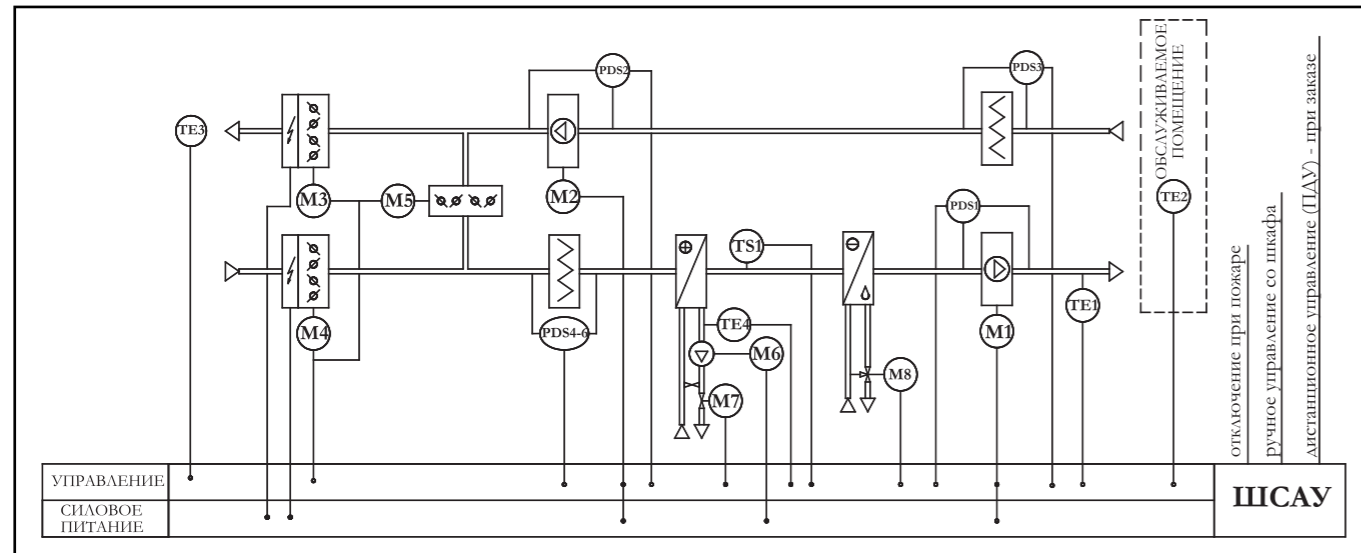 PDS2
PDS3
TE3
M3
M5
M2
ОБСЛУЖИВАЕМОЕ
ПОМЕЩЕНИЕ
TE2
PDS1
TS1
M4
PDS4-6
TE4
M6
M7
M8
M1
TE1
отключение при пожаре
ручное управление со шкафа
дистанционное управление (ПДУ) - при заказе
УПРАВЛЕНИЕ
СИЛОВОЕ
ПИТАНИЕ
ШСАУ